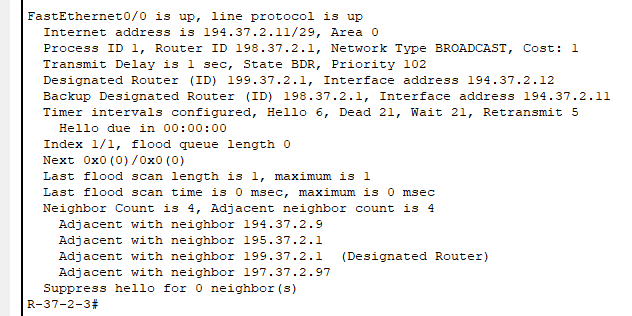 FastEthernet0/0 is up, line protocol is up
Internet address is 194.37.2.11/29, Area 0
Process ID 1, Router ID 198.37.2.1, Network Type BROADCAST, Cost: 1
Transmit Delay is 1 sec, State BDR, Priority 102
Designated Router (ID) 199.37.2.1, Interface address 194.37.2.12
Backup Designated Router (ID) 198.37.2.1, Interface address 194.37.2.11
Timer intervals configured, Hello 6, Dead 21, Wait 21, Retransmit 5
Hello due in 00:00:00
Index 1/1, flood queue length 0
Next 0x0(0)/0x0(0)
Last flood scan length is 1, maximum is 1
Last flood scan time is 0 msec, maximum is 0 msec
Neighbor Count is 4, Adjacent neighbor count is 4
Adjacent with neighbor 194.37.2.9
Adjacent with neighbor 195.37.2.1
Adjacent with neighbor 199.37.2.1  (Designated Router)
Adjacent with neighbor 197.37.2.97
Suppress hello for 0 neighbor(s)
R-37-2-3#